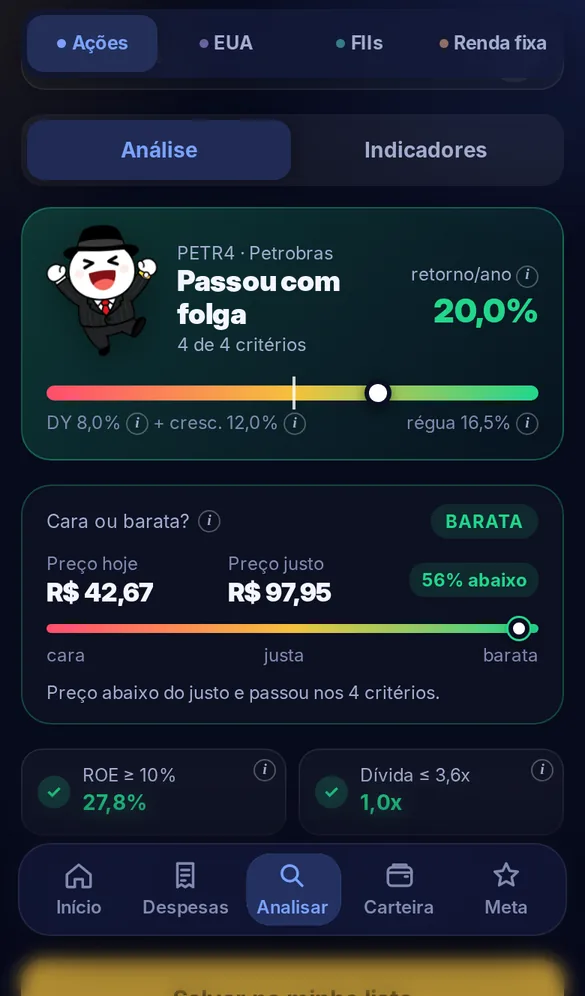 Ações EUA FIIs Renda fixa
Análise Indicadores
PETR4 · Petrobras
Passou com
folga
4 de 4 critérios
retorno/ano i
20,0%
DY 8,0% i + cresc. 12,0% i régua 16,5% i
Cara ou barata? i BARATA
Preço hoje Preço justo
R$ 42,67 R$ 97,95 56% abaixo
cara justa barata
Preço abaixo do justo e passou nos 4 critérios.
ROE ≥ 10% i
27,8%
Dívida ≤ 3,6x i
1,0x
Início Despesas Analisar Carteira Meta